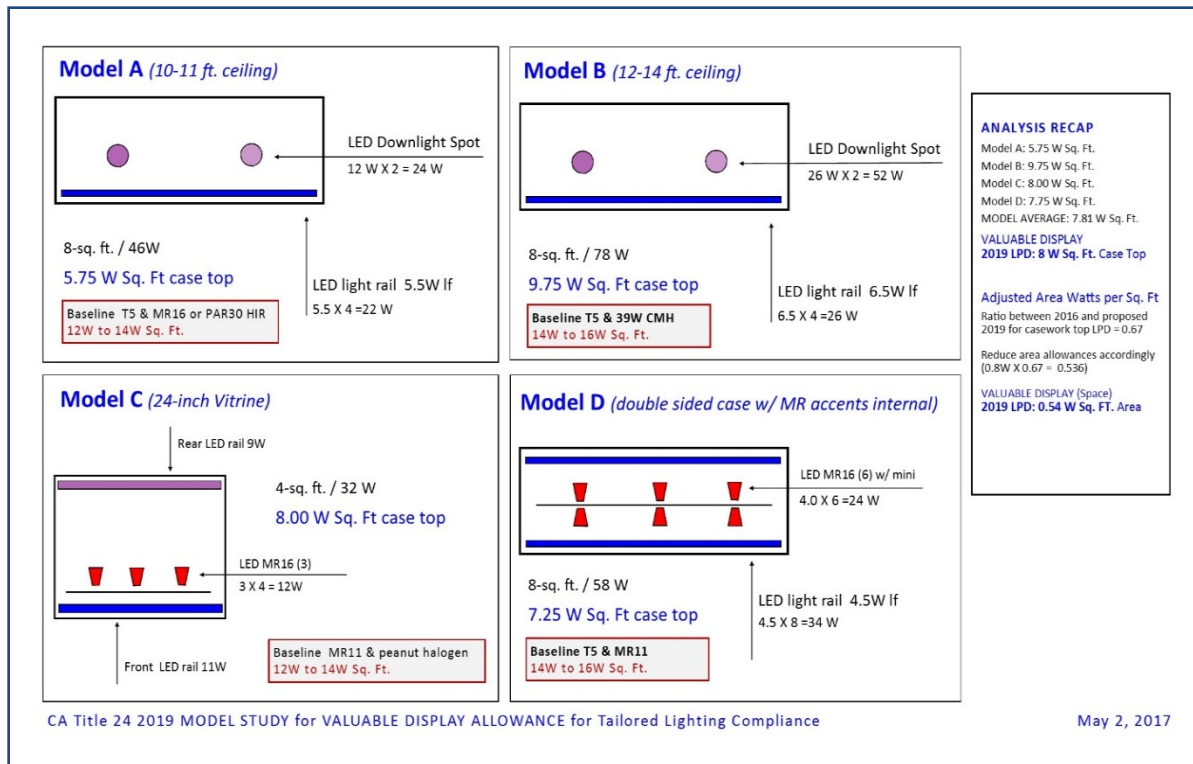 Model A (10-11 ft. ceiling)
LED Downlight Spot
12 W X 2 = 24 W
8-sq. ft. / 46W
5.75 W Sq. Ft case top
LED light rail 5.5W lf
5.5 X 4 =22 W
Baseline T5 & MR16 or PAR30 HIR
12W to 14W Sq. Ft.
Model B (12-14 ft. ceiling)
LED Downlight Spot
26 W X 2 = 52 W
8-sq. ft. / 78 W
9.75 W Sq. Ft case top
LED light rail 6.5W lf
6.5 X 4 =26 W
Baseline T5 & 39W CMH
14W to 16W Sq. Ft.
Model C (24-inch Vitrine)
Rear LED rail 9W
4-sq. ft. / 32 W
8.00 W Sq. Ft case top
LED MR16 (3)
3 X 4 = 12W
Front LED rail 11W
Baseline MR11 & peanut halogen
12W to 14W Sq. Ft.
Model D (double sided case w/ MR accents internal)
LED MR16 (6) w/ mini
4.0 X 6 =24 W
8-sq. ft. / 58 W
7.25 W Sq. Ft case top
LED light rail 4.5W lf
4.5 X 8 =34 W
Baseline T5 & MR11
14W to 16W Sq. Ft.
ANALYSIS RECAP
Model A: 5.75 W Sq. Ft.
Model B: 9.75 W Sq. Ft.
Model C: 8.00 W Sq. Ft.
Model D: 7.75 W Sq. Ft.
MODEL AVERAGE: 7.81 W Sq. Ft.
VALUABLE DISPLAY
2019 LPD: 8 W Sq. Ft. Case Top
Adjusted Area Watts per Sq. Ft
Ratio between 2016 and proposed
2019 for casework top LPD = 0.67
Reduce area allowances accordingly
(0.8W X 0.67 = 0.536)
VALUABLE DISPLAY (Space)
2019 LPD: 0.54 W Sq. FT. Area
CA Title 24 2019 MODEL STUDY for VALUABLE DISPLAY ALLOWANCE for Tailored Lighting Compliance
May 2, 2017